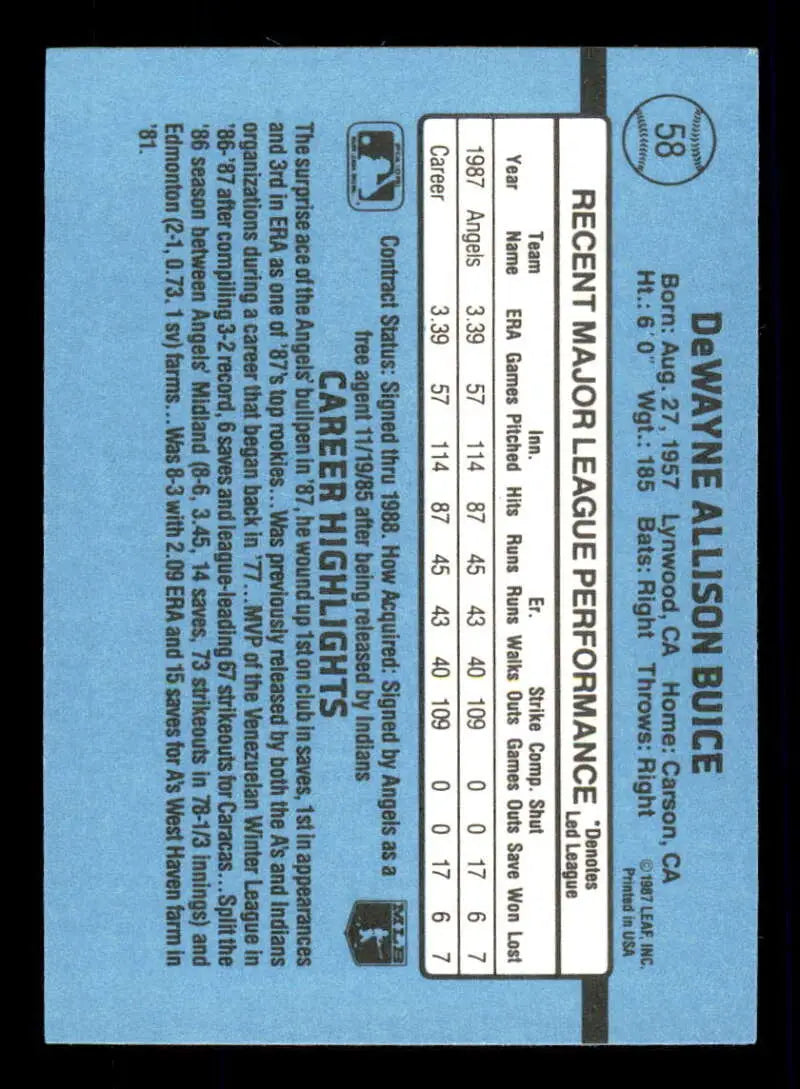 58
DeWAYNE ALLISON BUICE
Born: Aug. 27, 1957 Lynwood, CA Home: Carson, CA
Ht.: 6' 0" Wgt.: 185 Bats: Right Throws: Right
©1987 LEAF, INC.
Printed in USA
RECENT MAJOR LEAGUE PERFORMANCE *Denotes
Led League
Team Inn. Er. Strike Comp. Shut
Year Name ERA Games Pitched Hits Runs Runs Walks Outs Games Outs Save Won Lost
1987 Angels 3.39 57 114 87 45 43 40 109 0 0 17 6 7
Career 3.39 57 114 87 45 43 40 109 0 0 17 6 7
Contract Status: Signed thru 1988. How Acquired: Signed by Angels as a
free agent 11/19/85 after being released by Indians
MLB
CAREER HIGHLIGHTS
The surprise ace of the Angels' bullpen in '87, he wound up 1st on club in saves, 1st in appearances
and 3rd in ERA as one of '87's top rookies...Was previously released by both the A's and Indians
organizations during a career that began back in '77...MVP of the Venezuelan Winter League in
'86-'87 after compiling 3-2 record, 6 saves and league-leading 67 strikeouts for Caracas...Split the
'86 season between Angels' Midland (8-6, 3.45, 14 saves, 73 strikeouts in 78-1/3 innings) and
Edmonton (2-1, 0.73. 1 sv) farms...Was 8-3 with 2.09 ERA and 15 saves for A's West Haven farm in
'81.